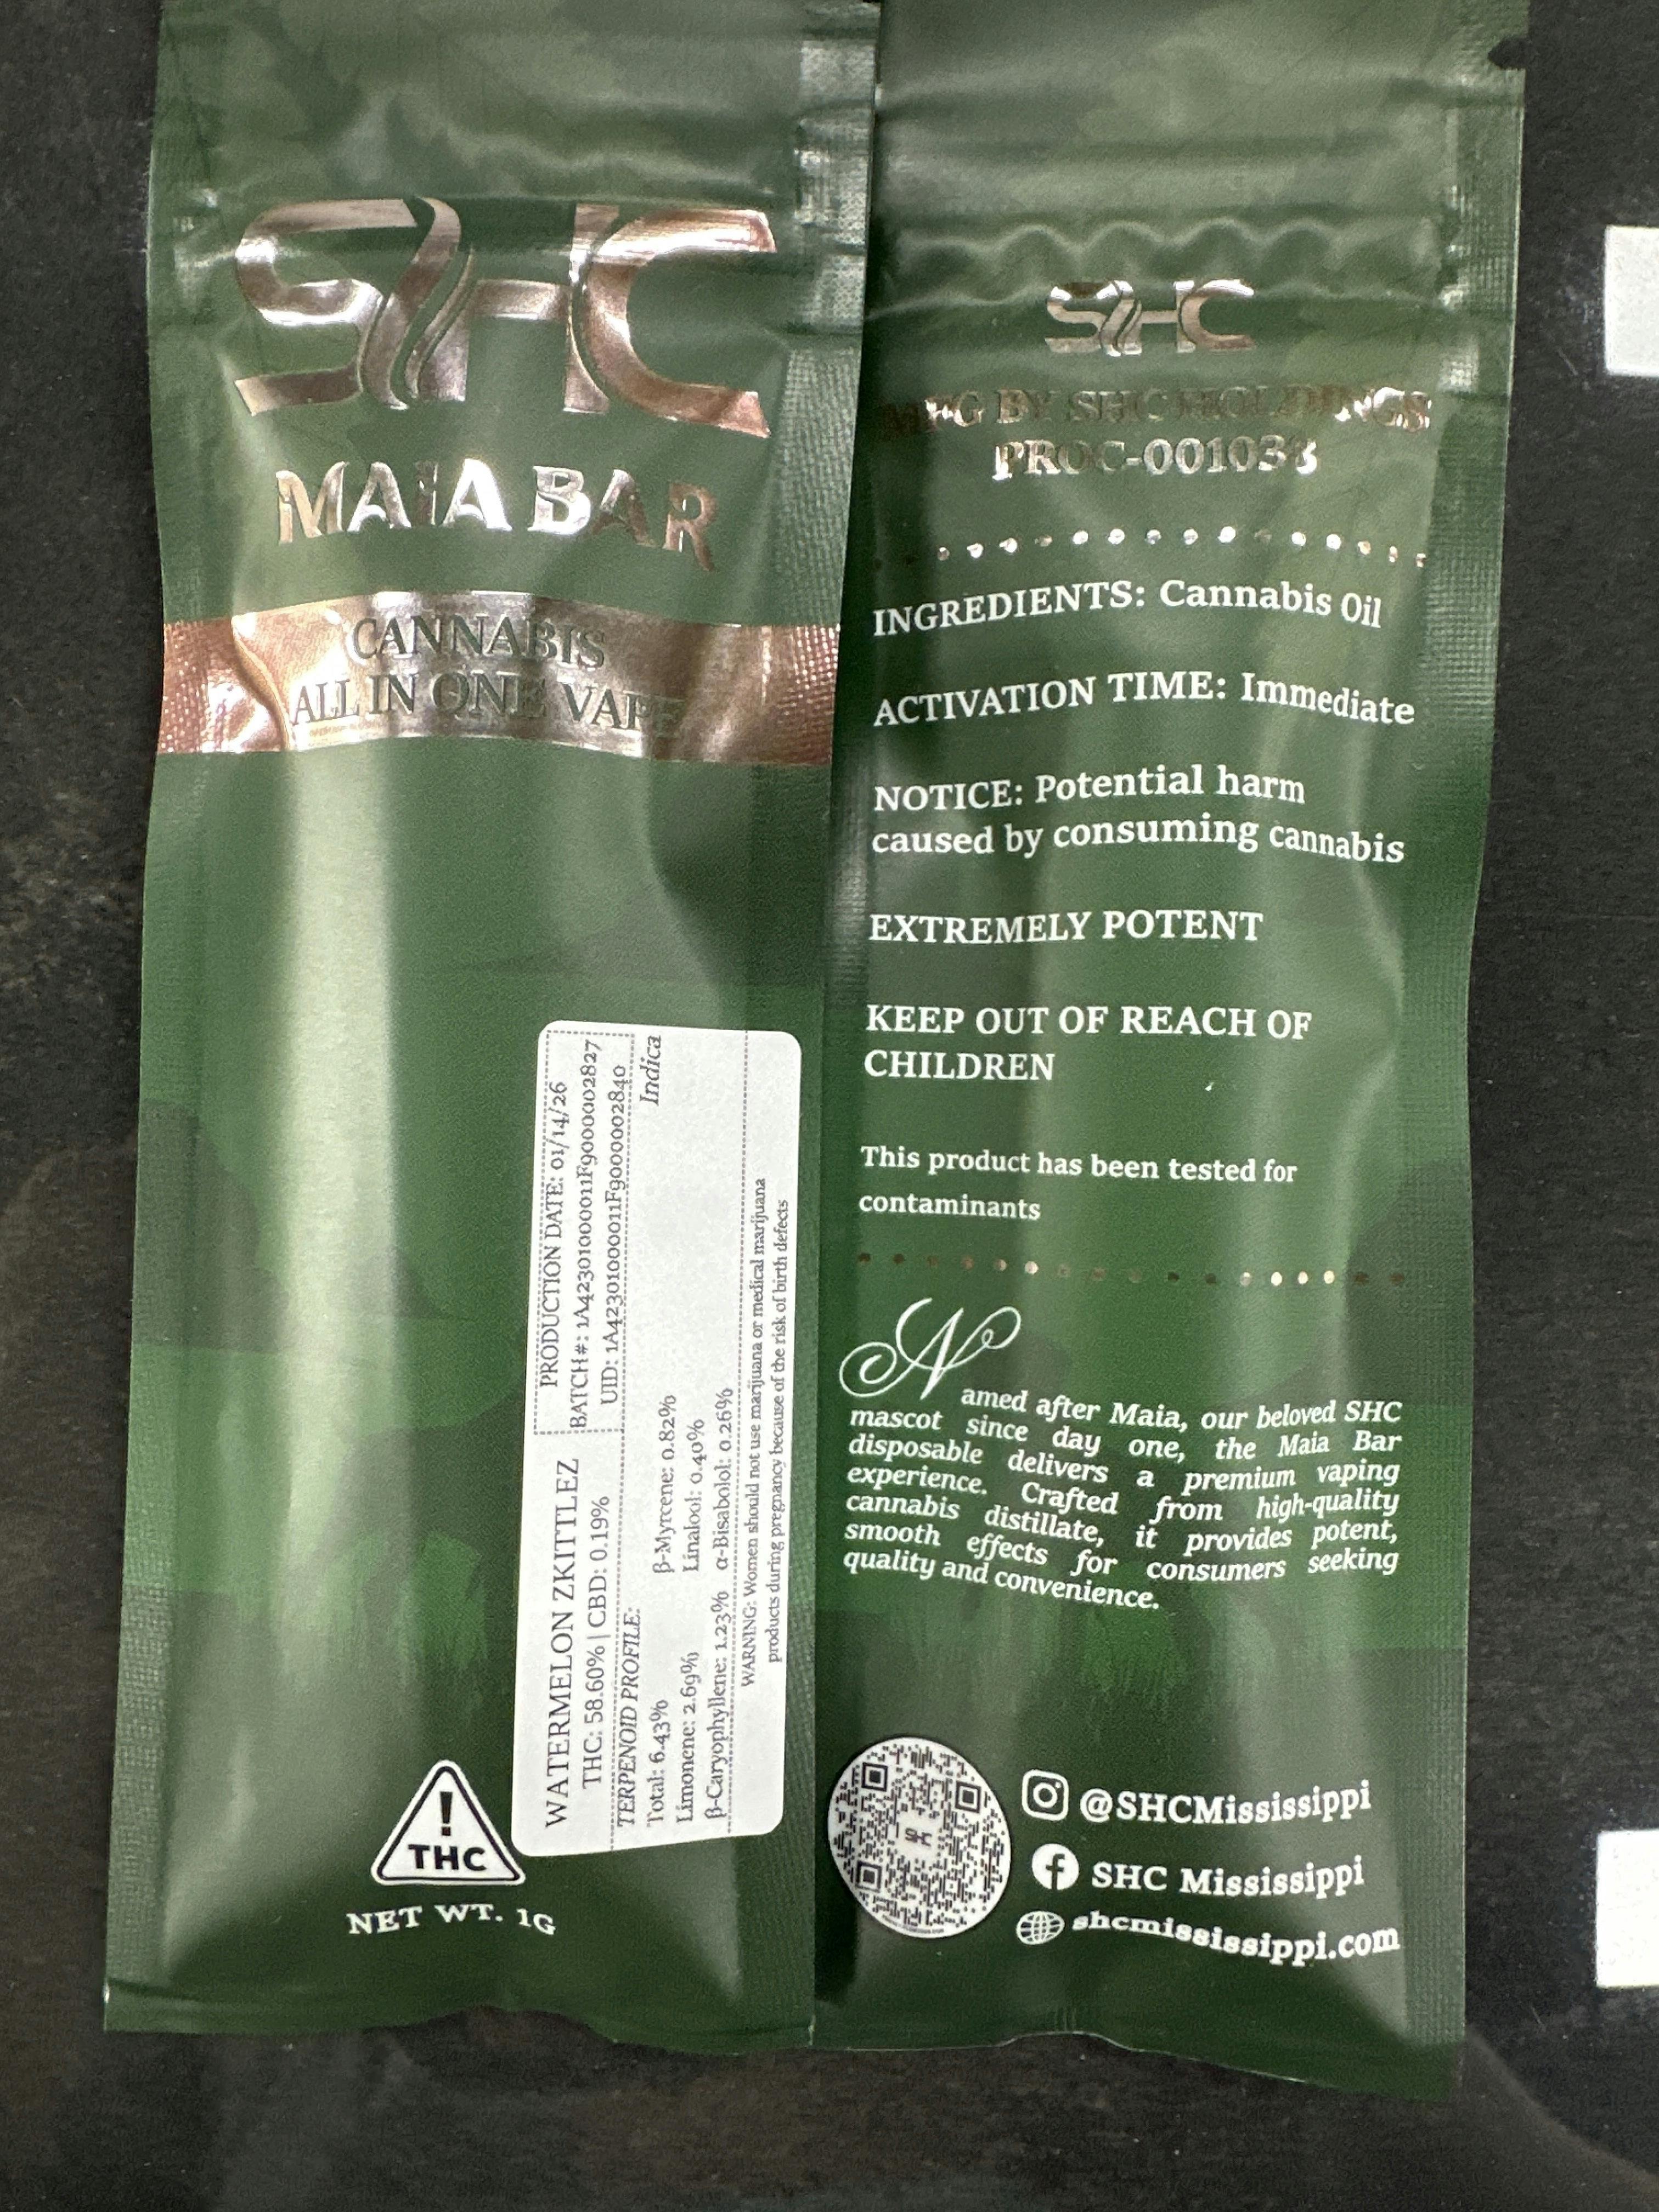 SHC
MAIA BAR
CANNABIS
ALL IN ONE VAPE
WATERMELON ZKITTLEZ
THC: 58.60% | CBD: 0.19%
PRODUCTION DATE: 01/14/26
BATCH#: 1A42301000011F9000002827
UID: 1A42301000011F9000002840
TERPENOID PROFILE:
Indica
Total: 6.43% β-Myrcene: 0.82%
Limonene: 2.69% Linalool: 0.40%
β-Caryophyllene: 1.23% α-Bisabolol: 0.26%
WARNING: Women should not use marijuana or medical marijuana
products during pregnancy because of the risk of birth defects
!
THC
NET WT. 1G
SHC
MFG BY SHC HOLDINGS
PROC-001038
INGREDIENTS: Cannabis Oil
ACTIVATION TIME: Immediate
NOTICE: Potential harm
caused by consuming cannabis
EXTREMELY POTENT
KEEP OUT OF REACH OF
CHILDREN
This product has been tested for
contaminants
Named after Maia, our beloved SHC
mascot since day one, the Maia Bar
disposable delivers a premium vaping
experience. Crafted from high-quality
cannabis distillate, it provides potent,
smooth effects for consumers seeking
quality and convenience.
SHC
@SHCMississippi
SHC Mississippi
shcmississippi.com